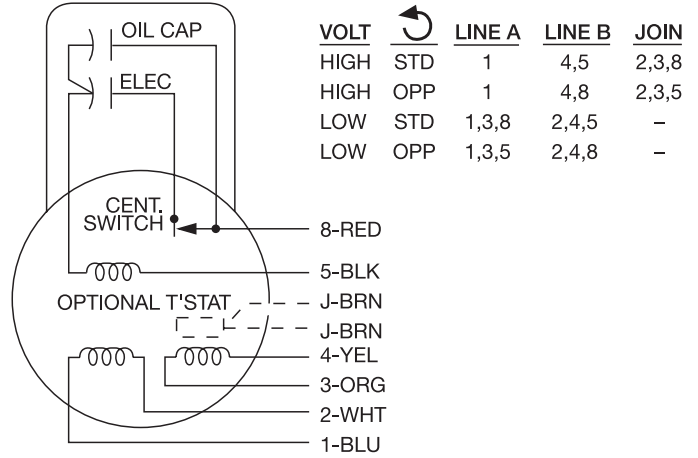 OIL CAP
ELEC
CENT.
SWITCH
OPTIONAL T'STAT
8-RED
5-BLK
J-BRN
J-BRN
4-YEL
3-ORG
2-WHT
1-BLU
VOLT LINE A LINE B JOIN
HIGH STD 1 4,5 2,3,8
HIGH OPP 1 4,8 2,3,5
LOW STD 1,3,8 2,4,5 –
LOW OPP 1,3,5 2,4,8 –